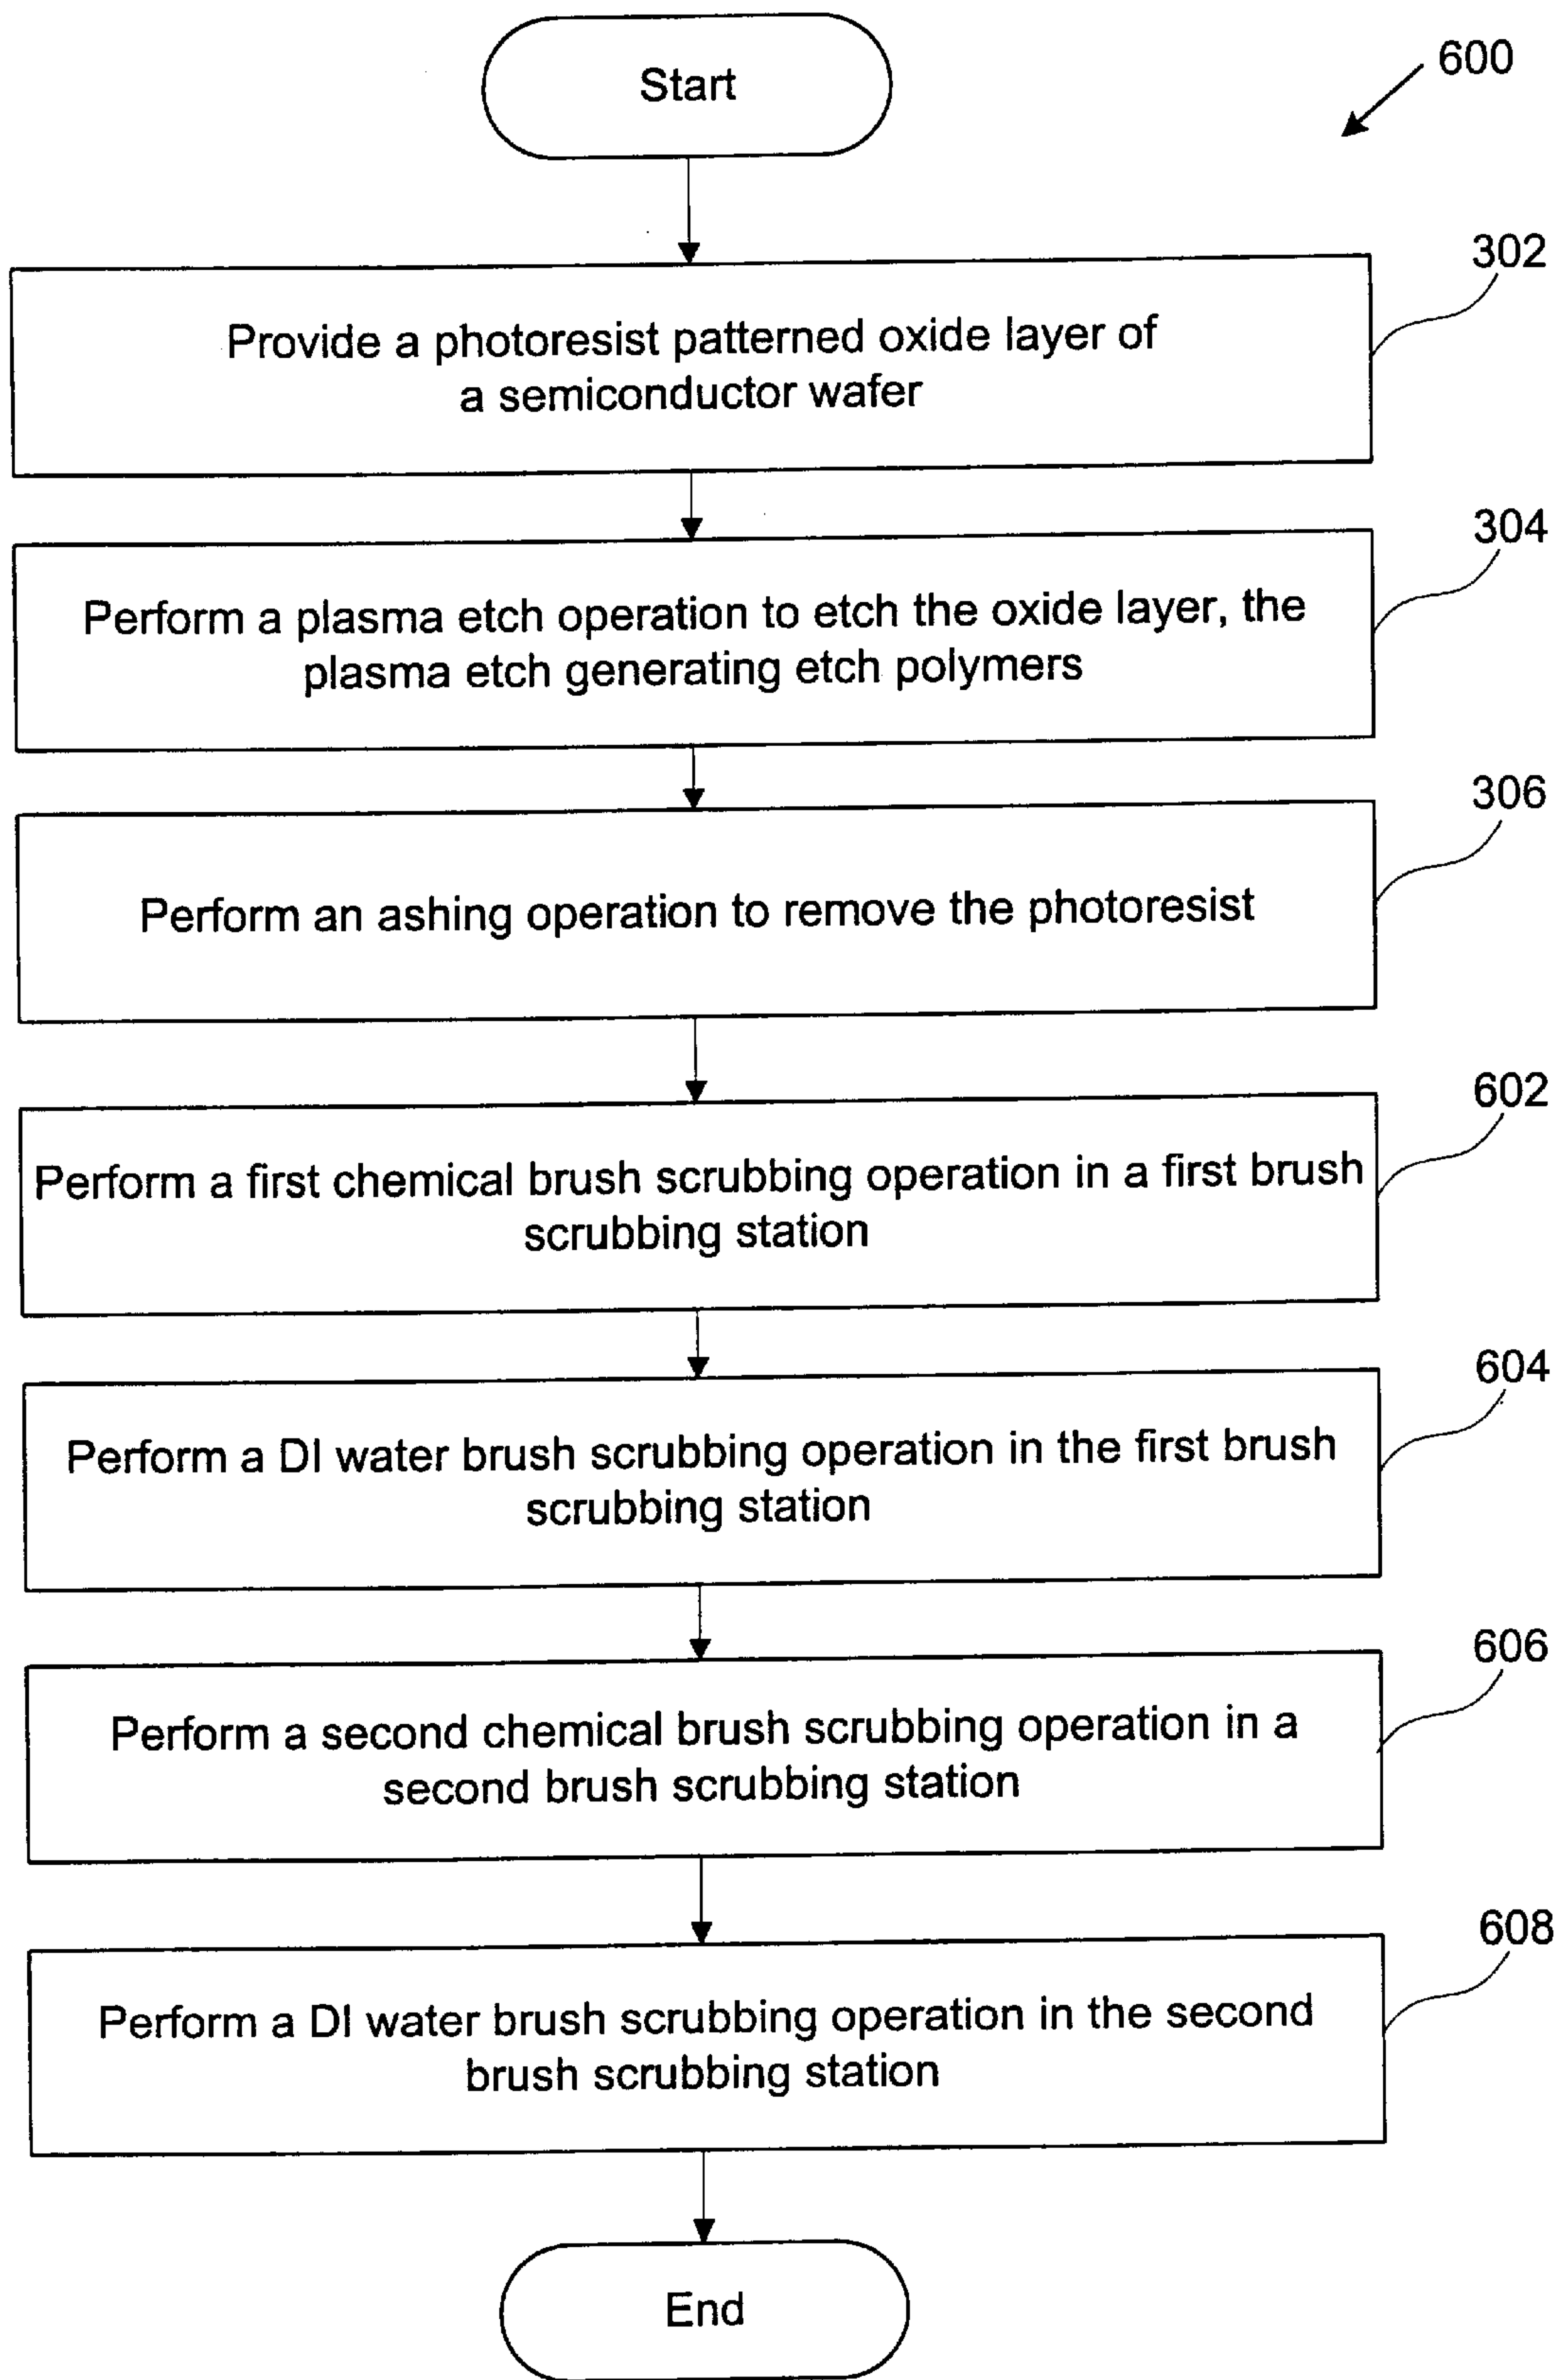 Start
600
302
Provide a photoresist patterned oxide layer of
a semiconductor wafer
304
Perform a plasma etch operation to etch the oxide layer, the
plasma etch generating etch polymers
306
Perform an ashing operation to remove the photoresist
602
Perform a first chemical brush scrubbing operation in a first brush
scrubbing station
604
Perform a DI water brush scrubbing operation in the first brush
scrubbing station
606
Perform a second chemical brush scrubbing operation in a
second brush scrubbing station
608
Perform a DI water brush scrubbing operation in the second
brush scrubbing station
End